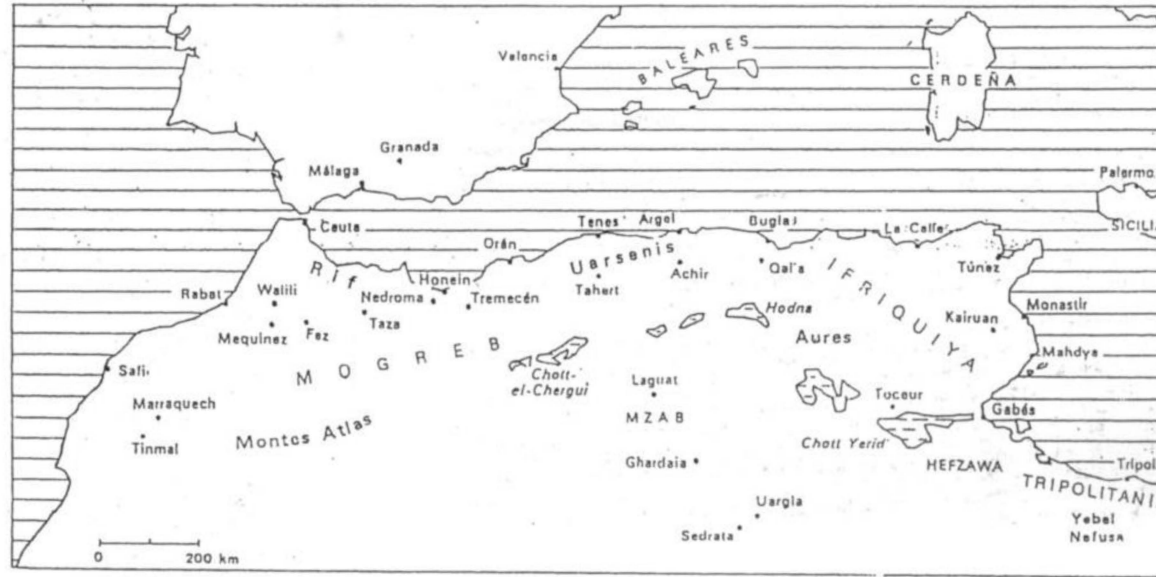 Valencia
BALEARES
CERDEÑA
Granada
Málaga
Palermo
SICILIA
Ceuta
Tenes
Argel
Bugías
La Calle
Orán
Uarsenis
Túnez
Rif
Honein
Achir
Qal'a
IFRIQUIYA
Rabat
Walili
Nedroma
Tremecén
Tahert
Hodna
Monastir
Mequinez
Fez
Taza
Kairuan
MOGREB
Aures
Mahdya
Safi
Chott-
el-Chergui
Laguat
Toceur
Gabés
Marraquech
MZAB
Montes Atlas
Tinmal
Chott Yerid
Ghardaia
HEFZAWA
Trípol
TRIPOLITANI
Uargla
Yebel
Nefusa
Sedrata
0 200 km